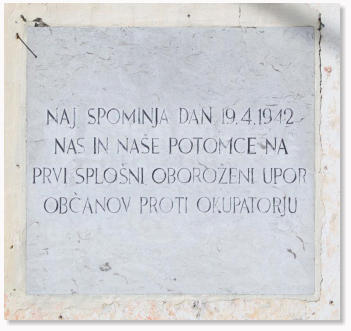 NAJ SPOMINJA DAN 19.4.1942
NAS IN NAŠE POTOMCE NA
PRVI SPLOŠNI OBOROŽENI UPOR
OBČANOV PROTI OKUPATORJU